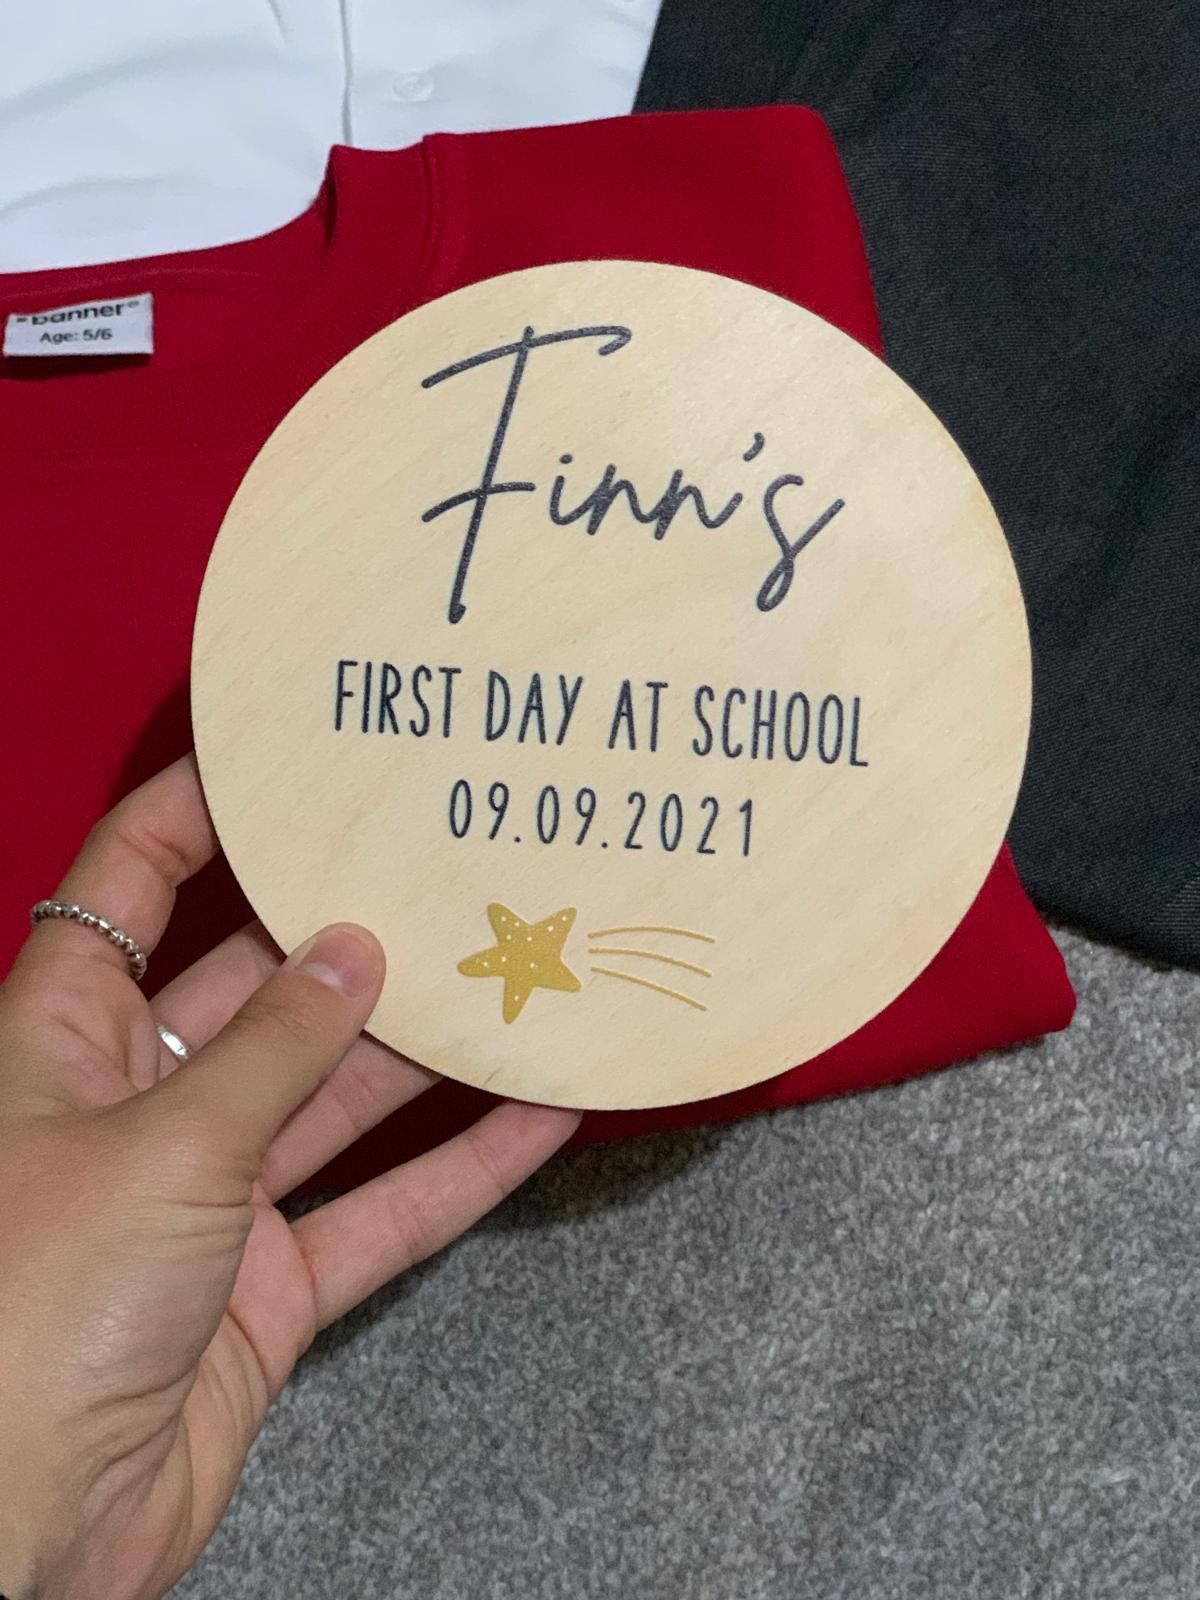 "banner"®
Age: 5/6
Finn's
FIRST DAY AT SCHOOL
09.09.2021